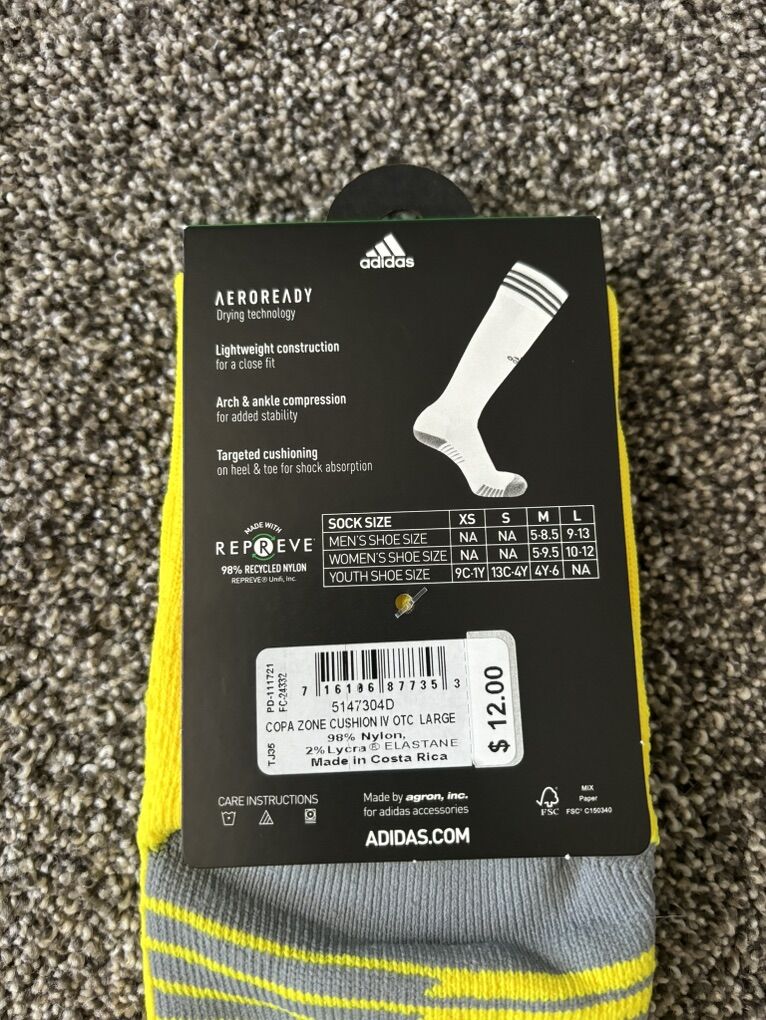 adidas
AEROREADY
Drying technology
Lightweight construction
for a close fit
Arch & ankle compression
for added stability
Targeted cushioning
on heel & toe for shock absorption
MADE WITH
REPREVE
98% RECYCLED NYLON
REPREVE® Unifi, Inc.
SOCK SIZE XS S M L
MEN'S SHOE SIZE NA NA 5-8.5 9-13
WOMEN'S SHOE SIZE NA NA 5-9.5 10-12
YOUTH SHOE SIZE 9C-1Y 13C-4Y 4Y-6 NA
TJ35
PD-111721
FC-24332
7 16106 87735 3
5147304D
COPA ZONE CUSHION IV OTC LARGE
98% Nylon,
2% Lycra® ELASTANE
Made in Costa Rica
$ 12.00
CARE INSTRUCTIONS
Made by agron, inc.
for adidas accessories
FSC
MIX
Paper
FSC® C150340
ADIDAS.COM